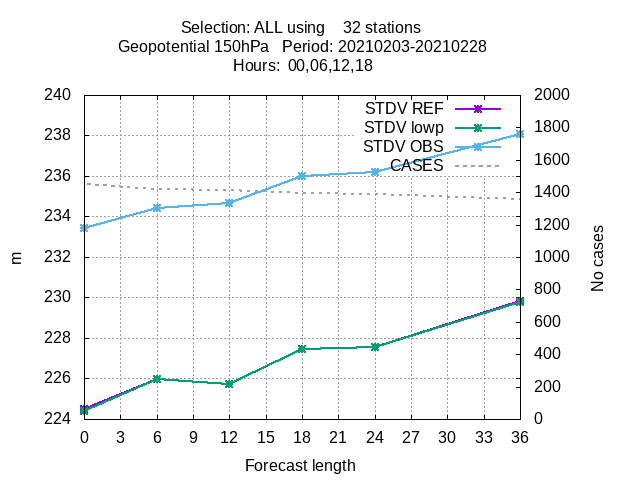 Selection: ALL using    32 stations
Geopotential 150hPa   Period: 20210203-20210228
Hours:  00,06,12,18
240 2000
STDV REF
238 1800
STDV lowp
STDV OBS
236 1600
CASES
234 1400
232 1200
m
No cases
230 1000
228 800
226 600
224 400
200
0
0 3 6 9 12 15 18 21 24 27 30 33 36
Forecast length